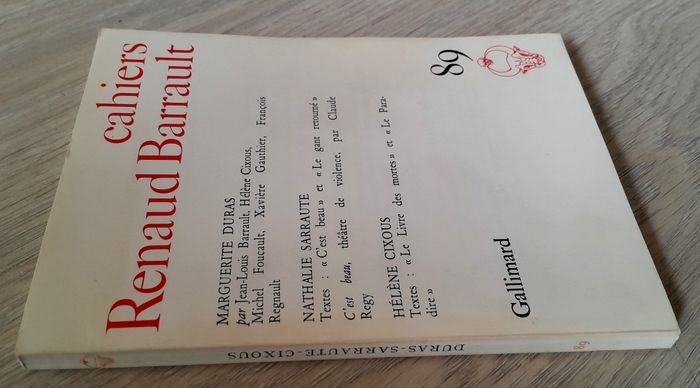 cahiers
Renaud Barrault
MARGUERITE DURAS
par Jean-Louis Barrault, Hélène Cixous,
Michel Foucault, Xavière Gauthier, François
Regnault
NATHALIE SARRAUTE
Textes : « C'est beau » et « Le gant retourné »
C'est beau, théâtre de violence, par Claude
Regy
HÉLÈNE CIXOUS
Textes : « Le Livre des mortes » et « Le Para-
dire »
Gallimard
89
DURAS-SARRAUTE-CIXOUS
89